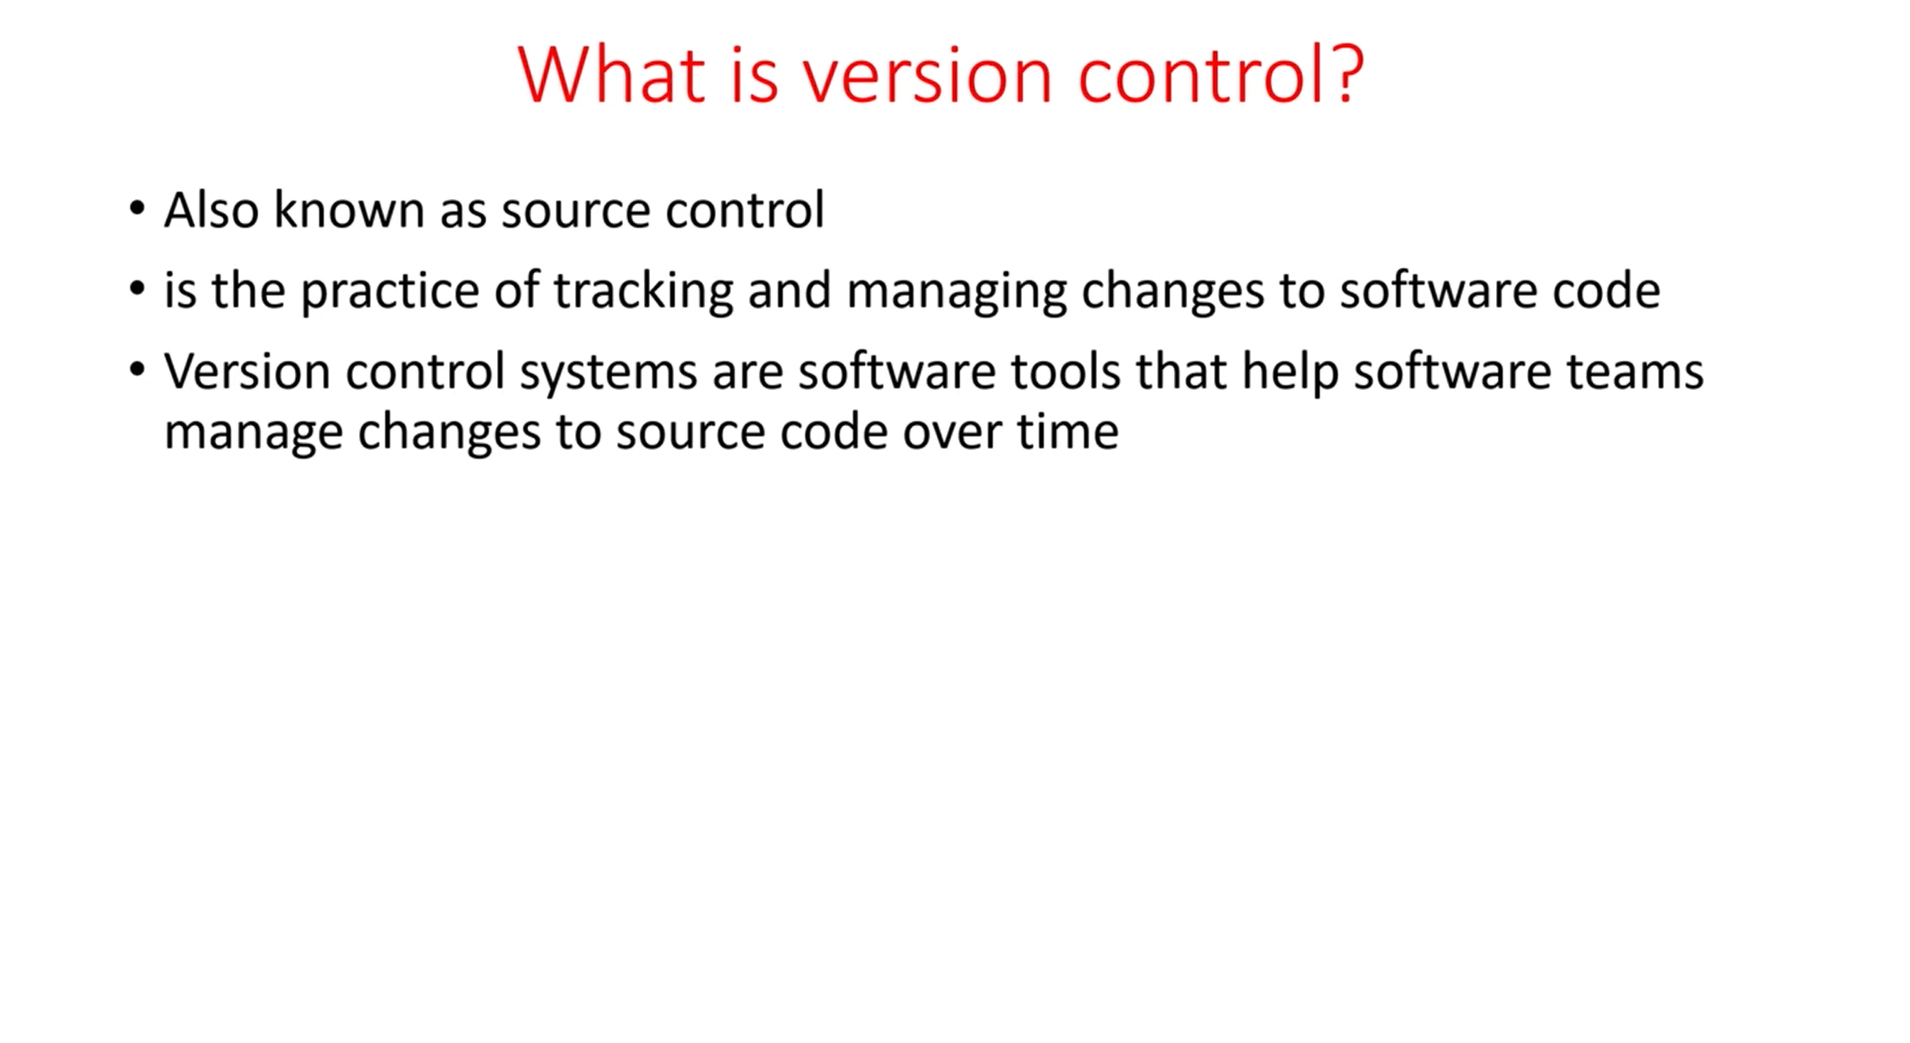 What is version control?
• Also known as source control
• is the practice of tracking and managing changes to software code
• Version control systems are software tools that help software teams
manage changes to source code over time